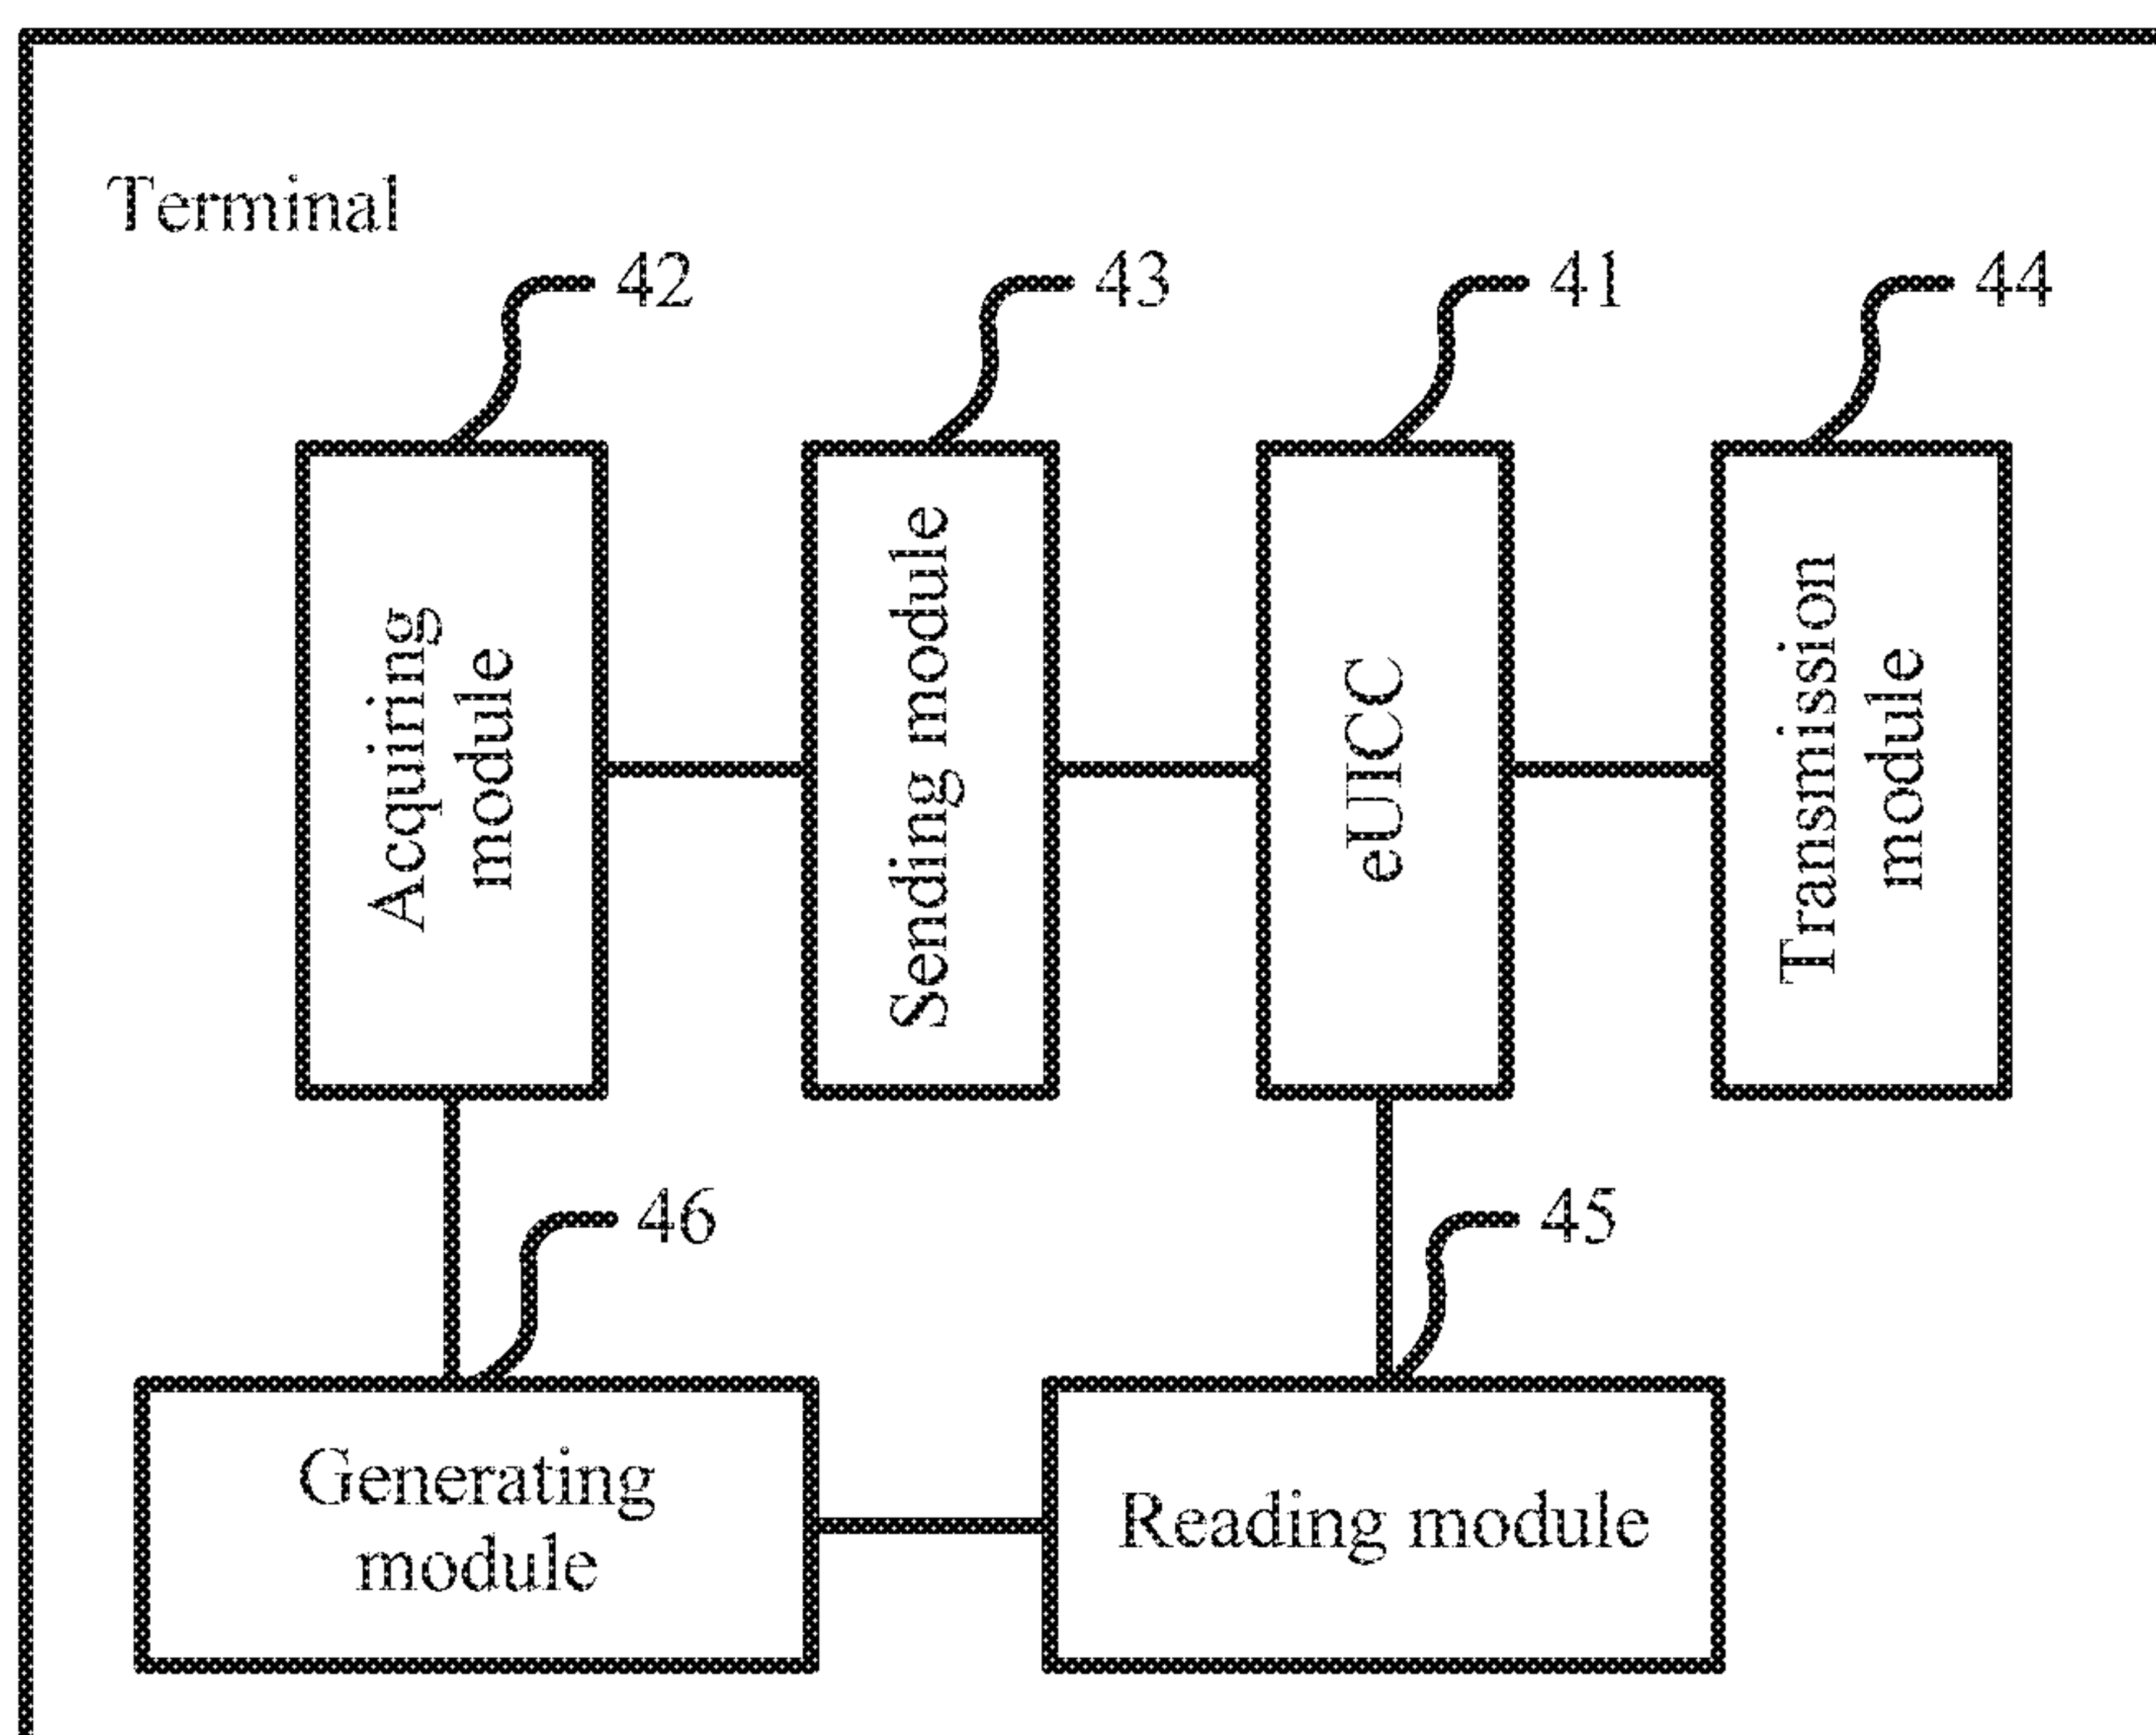 Terminal
42
43
41
44
Acquiring
module
Sending module
eUICC
Transmission
module
46
45
Generating
module
Reading module